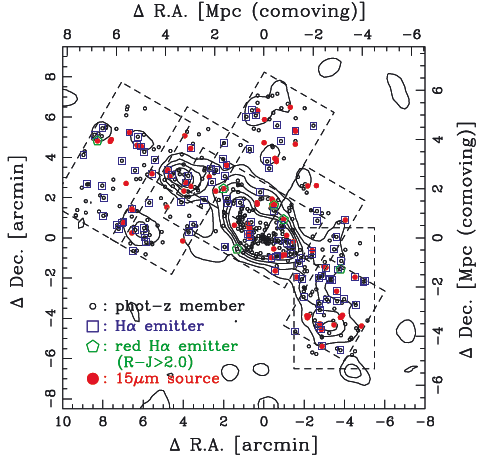 Δ R.A. [Mpc (comoving)]
8 6 4 2 0 −2 −4 −6
Δ Dec. [arcmin]
8
6
4
2
0
−2
−4
−6
−8
6
4
2
0
−2
−4
−6
Δ Dec. [Mpc (comoving)]
: phot-z member
: Hα emitter
: red Hα emitter
(R-J>2.0)
: 15μm source
10 8 6 4 2 0 −2 −4 −6 −8
Δ R.A. [arcmin]